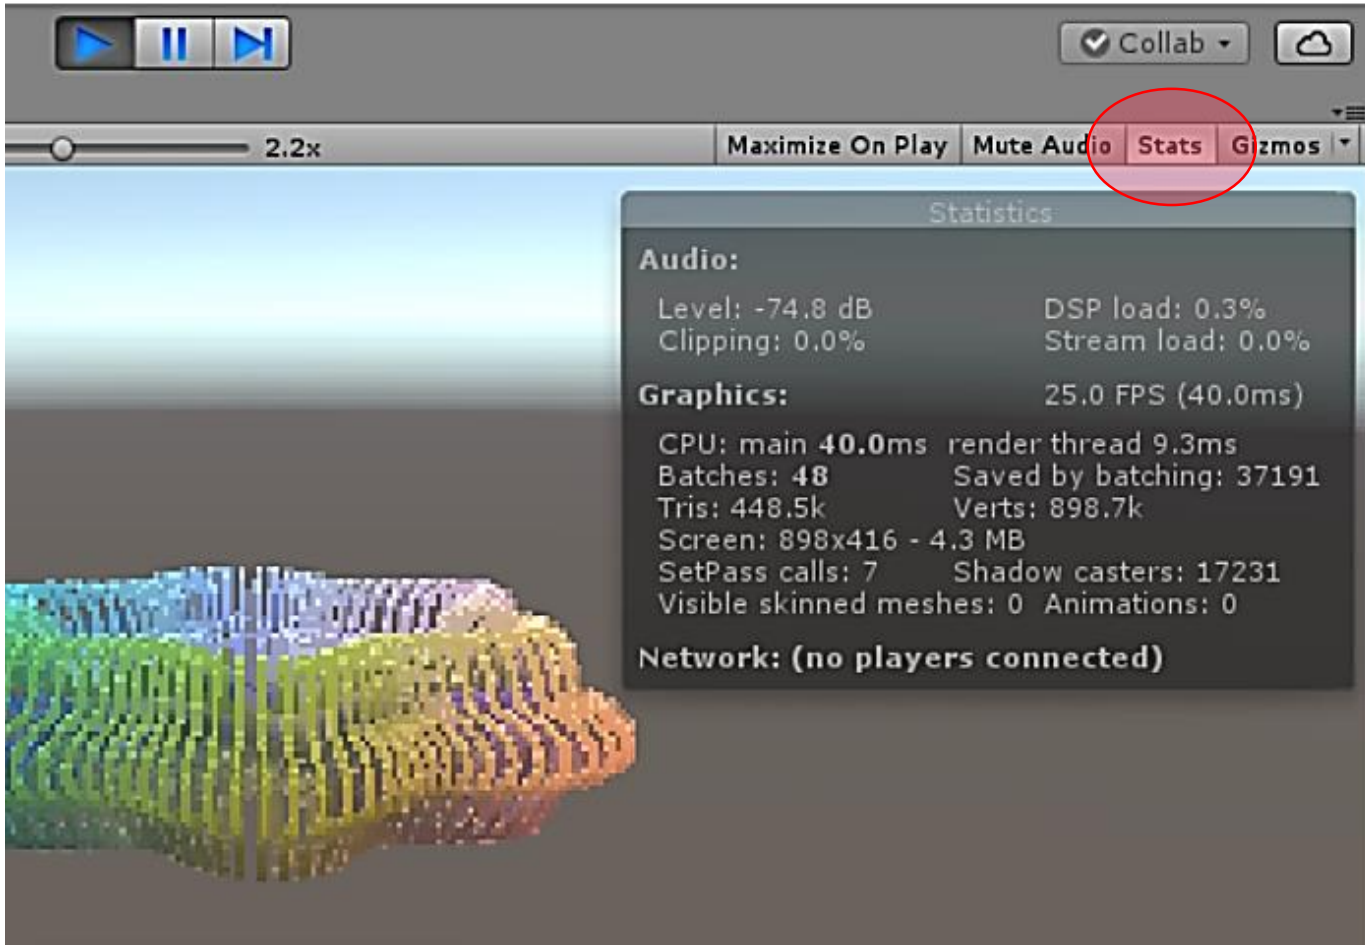 Collab
2.2x Maximize On Play Mute Audio Stats Gizmos
Statistics
Audio:
Level: -74.8 dB DSP load: 0.3%
Clipping: 0.0% Stream load: 0.0%
Graphics: 25.0 FPS (40.0ms)
CPU: main 40.0ms render thread 9.3ms
Batches: 48 Saved by batching: 37191
Tris: 448.5k Verts: 898.7k
Screen: 898x416 - 4.3 MB
SetPass calls: 7 Shadow casters: 17231
Visible skinned meshes: 0 Animations: 0
Network: (no players connected)